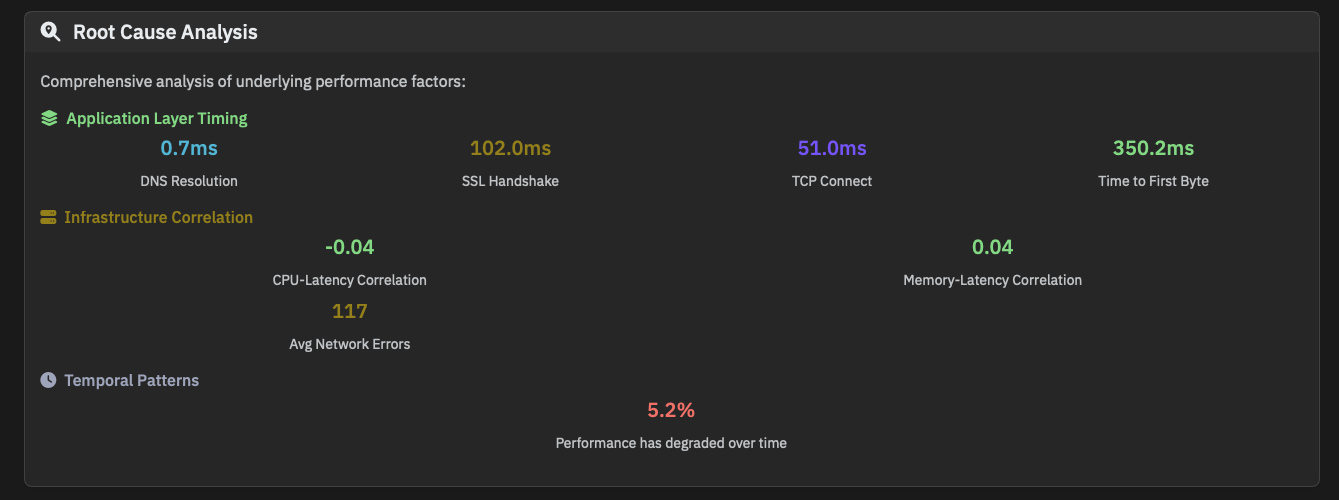 Root Cause Analysis
Comprehensive analysis of underlying performance factors:
Application Layer Timing
0.7ms 102.0ms 51.0ms 350.2ms
DNS Resolution SSL Handshake TCP Connect Time to First Byte
Infrastructure Correlation
-0.04 0.04
CPU-Latency Correlation Memory-Latency Correlation
117
Avg Network Errors
Temporal Patterns
5.2%
Performance has degraded over time